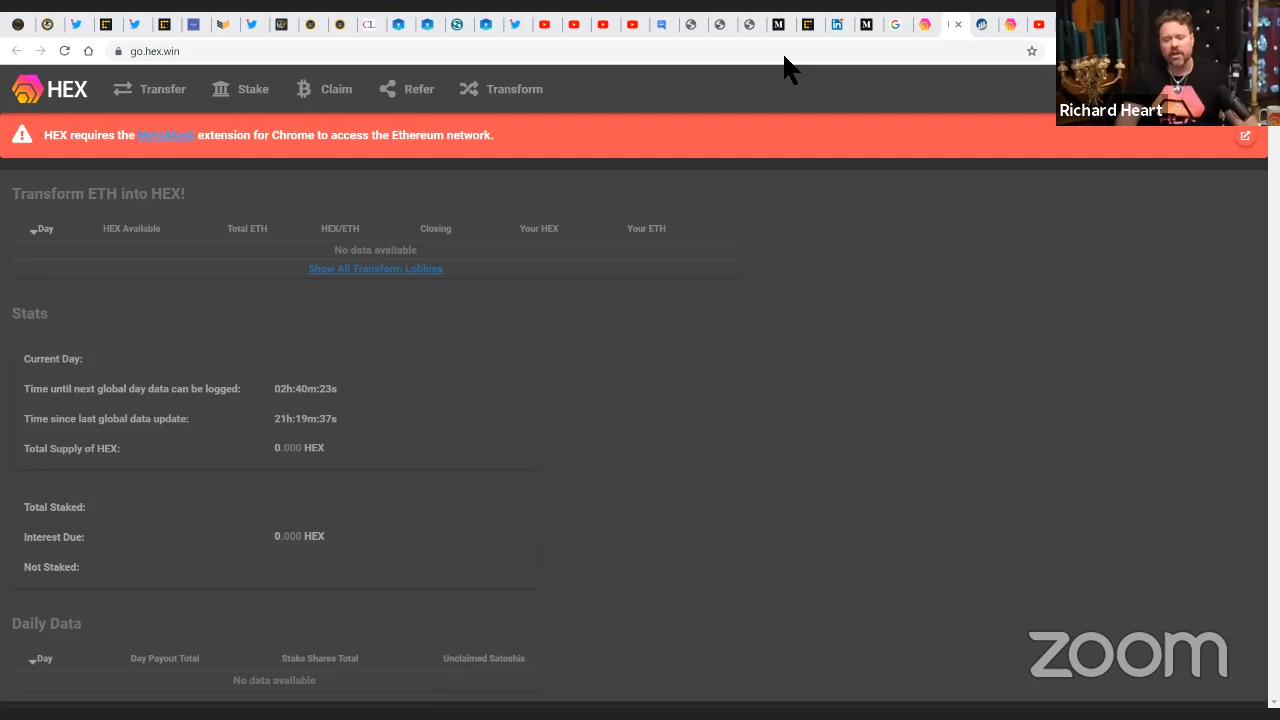 CL
go.hex.win
HEX
Transfer
Stake
Claim
Refer
Transform
Richard Heart
HEX requires the MetaMask extension for Chrome to access the Ethereum network.
Transform ETH into HEX!
Day HEX Available Total ETH HEX/ETH Closing Your HEX Your ETH
No data available
Show All Transform Lobbies
Stats
Current Day:
Time until next global day data can be logged: 02h:40m:23s
Time since last global data update: 21h:19m:37s
Total Supply of HEX: 0.000 HEX
Total Staked:
Interest Due: 0.000 HEX
Not Staked:
Daily Data
Day Day Payout Total Stake Shares Total Unclaimed Satoshis
No data available
zoom